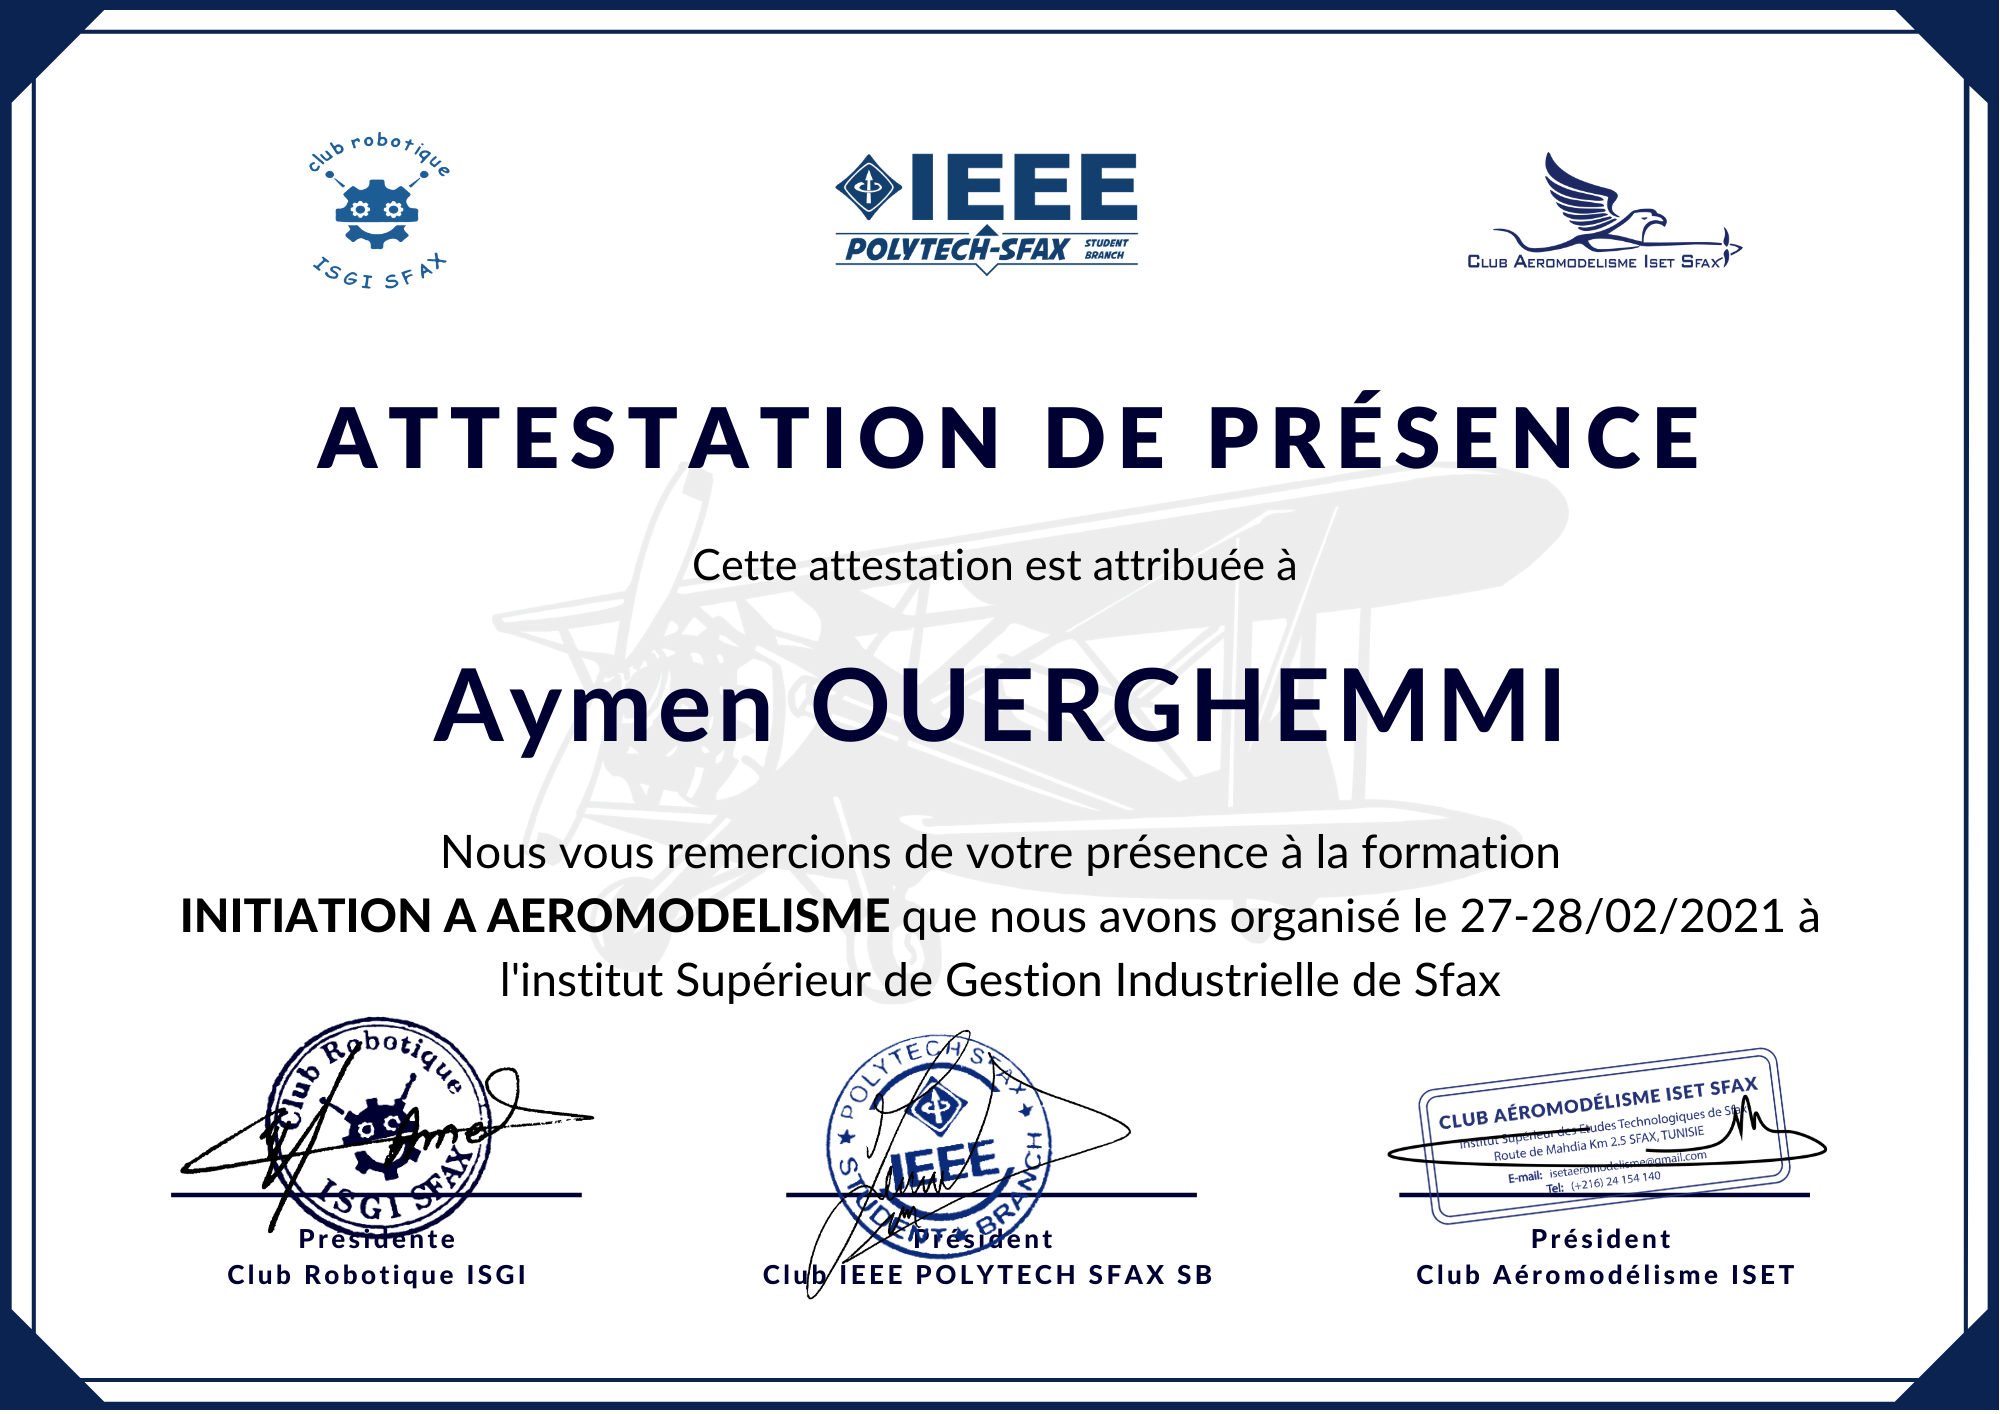 club robotique
ISGI SFAX
IEEE
POLYTECH-SFAX STUDENT BRANCH
CLUB AEROMODELISME ISET SFAX
ATTESTATION DE PRÉSENCE
Cette attestation est attribuée à
Aymen OUERGHEMMI
Nous vous remercions de votre présence à la formation
INITIATION A AEROMODELISME que nous avons organisé le 27-28/02/2021 à
l'institut Supérieur de Gestion Industrielle de Sfax
Club Robotique
ISGI SFAX
Présidente
Club Robotique ISGI
POLYTECH SFAX
IEEE
STUDENT BRANCH
Président
Club IEEE POLYTECH SFAX SB
CLUB AÉROMODÉLISME ISET SFAX
Institut Supérieur des Etudes Technologiques de Sfax
Route de Mahdia Km 2.5 SFAX, TUNISIE
E-mail: isetaeromodelisme@gmail.com
Tel: (+216) 24 154 140
Président
Club Aéromodélisme ISET